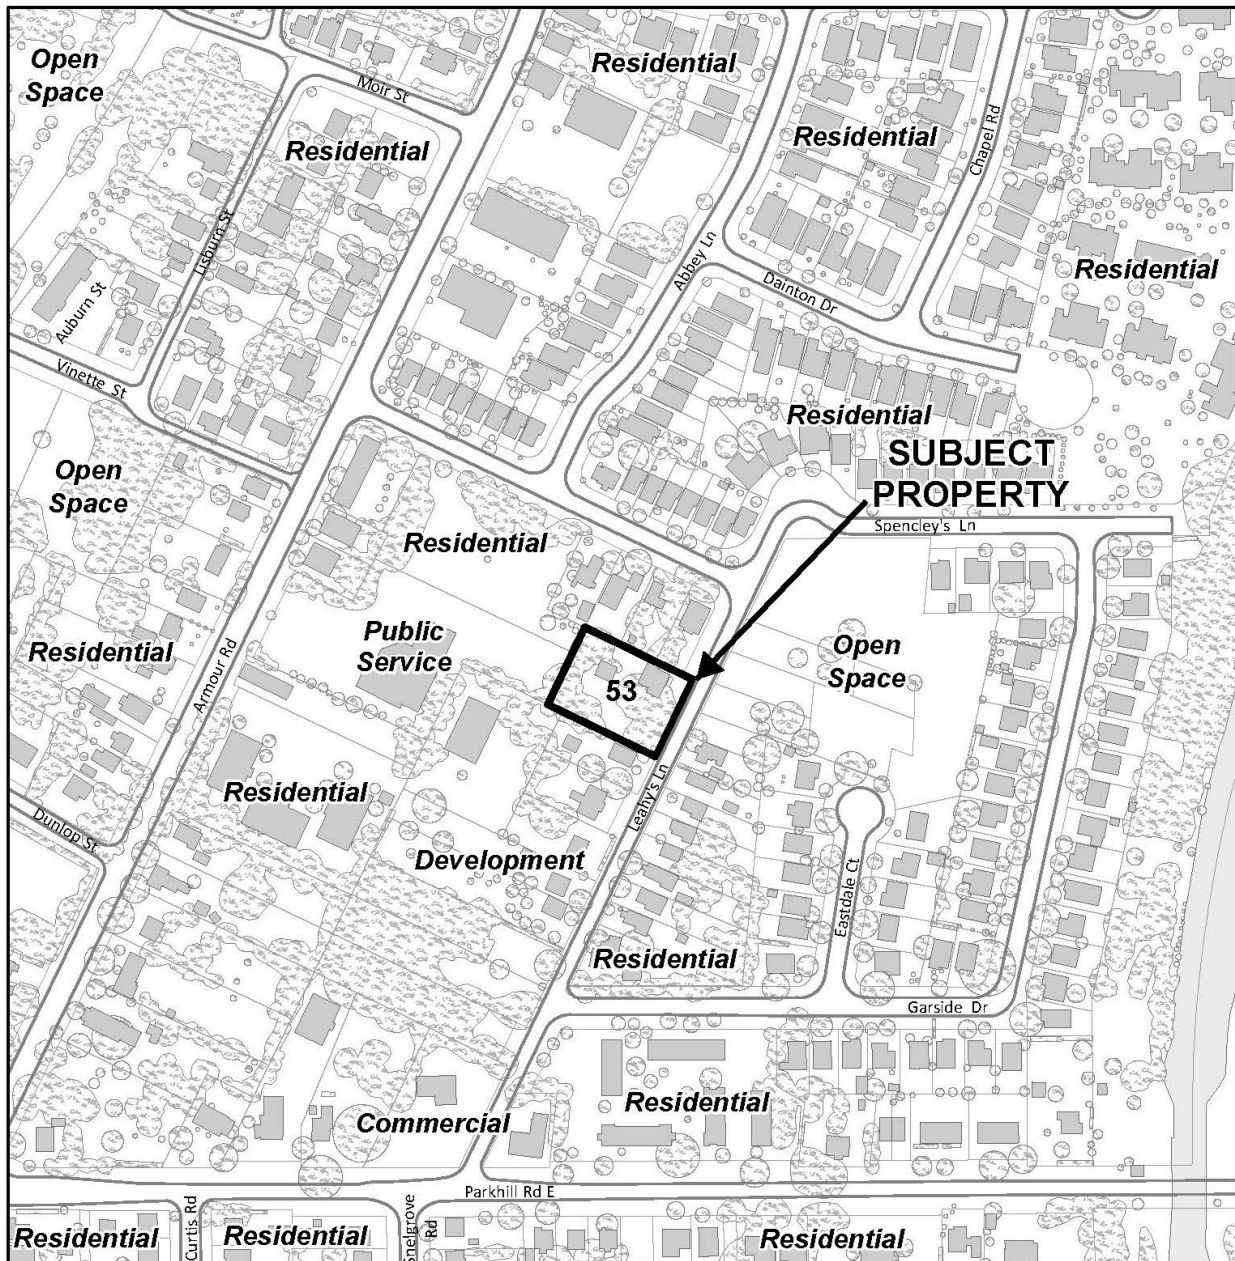 Open
Space
Moir St
Residential
Residential
Residential
Chapel Rd
Lisburn St
Abbey Ln
Residential
Dainton Dr
Auburn St
Vinette St
Residential
SUBJECT
PROPERTY
Open
Space
Spencley's Ln
Residential
Public
Service
Residential
Armour Rd
53
Open
Space
Residential
Leahy's Ln
Dunlop St
Development
Eastdale Ct
Residential
Garside Dr
Commercial
Residential
Parkhill Rd E
Residential
Curtis Rd
Residential
Rd
Residential